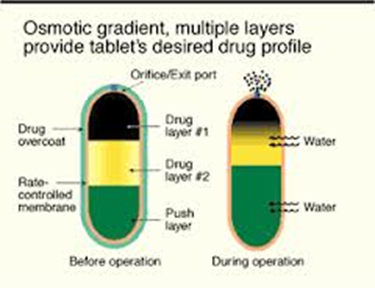 Osmotic gradient, multiple layers
provide tablet's desired drug profile
Orifice/Exit port
Drug
overcoat
Rate-
controlled
membrane
Drug
layer #1
Drug
layer #2
Push
layer
Water
Water
Before operation
During operation